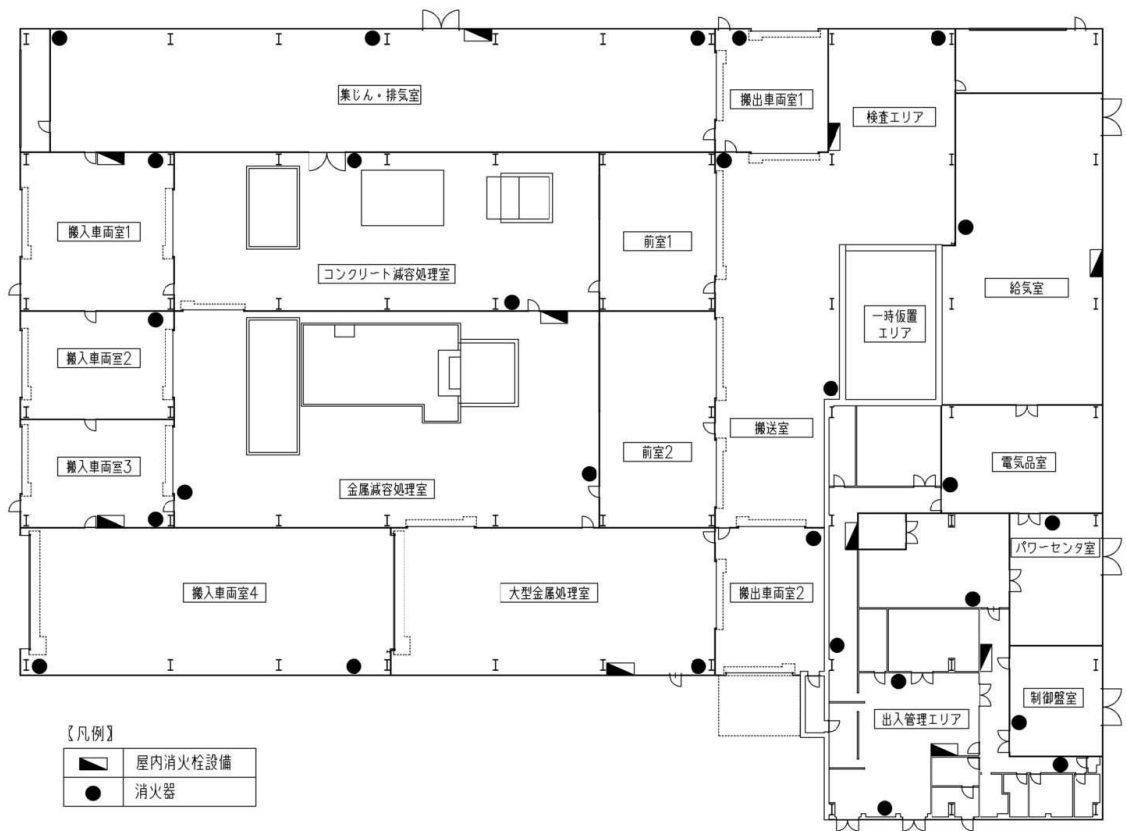 集じん・排気室
搬出車両室1
検査エリア
搬入車両室1
コンクリート減容処理室
前室1
給気室
一時仮置
エリア
搬入車両室2
搬送室
搬入車両室3
金属減容処理室
前室2
電気品室
パワーセンタ室
搬入車両室4
大型金属処理室
搬出車両室2
制御盤室
出入管理エリア
〖凡例〗
屋内消火栓設備
消火器